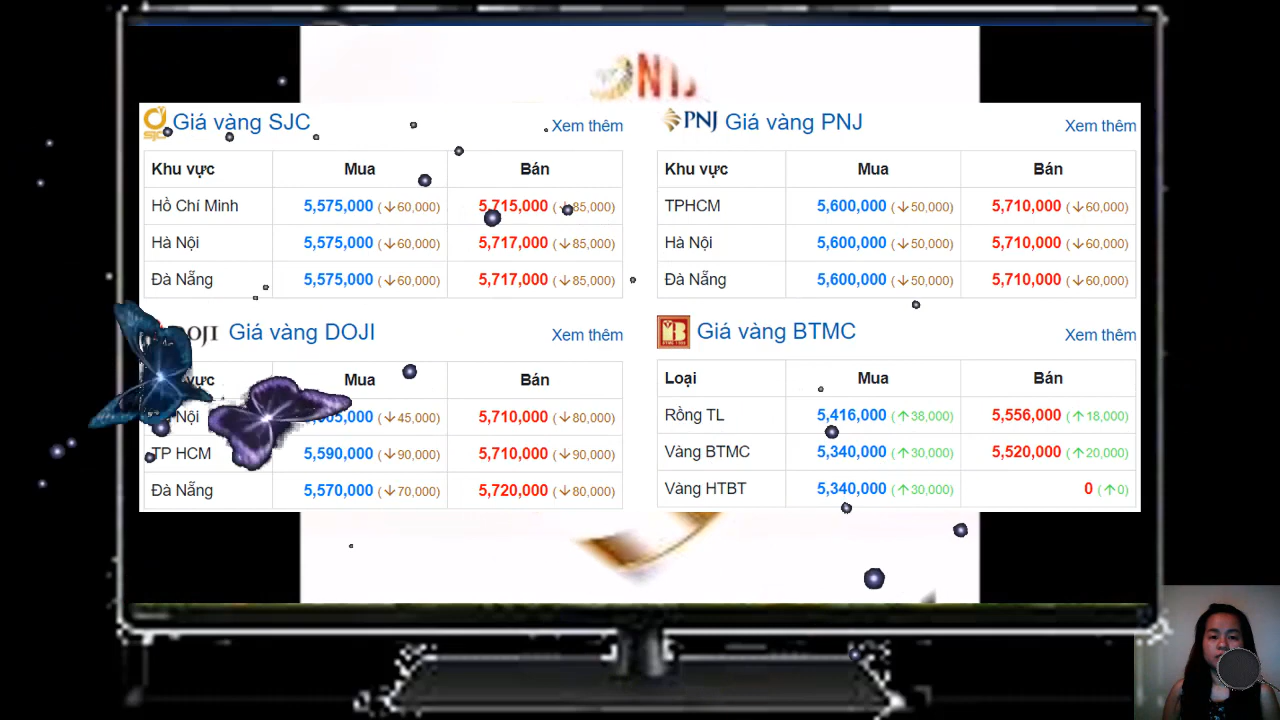 SJC Giá vàng SJC Xem thêm
Khu vực Mua Bán
Hồ Chí Minh 5,575,000 (↓60,000) 5,715,000 (↓85,000)
Hà Nội 5,575,000 (↓60,000) 5,717,000 (↓85,000)
Đà Nẵng 5,575,000 (↓60,000) 5,717,000 (↓85,000)
PNJ Giá vàng PNJ Xem thêm
Khu vực Mua Bán
TPHCM 5,600,000 (↓50,000) 5,710,000 (↓60,000)
Hà Nội 5,600,000 (↓50,000) 5,710,000 (↓60,000)
Đà Nẵng 5,600,000 (↓50,000) 5,710,000 (↓60,000)
Giá vàng DOJI Xem thêm
vực Mua Bán
Nội (↓45,000) 5,710,000 (↓80,000)
TP HCM 5,590,000 (↓90,000) 5,710,000 (↓90,000)
Đà Nẵng 5,570,000 (↓70,000) 5,720,000 (↓80,000)
Giá vàng BTMC Xem thêm
Loại Mua Bán
Rồng TL 5,416,000 (↑38,000) 5,556,000 (↑18,000)
Vàng BTMC 5,340,000 (↑30,000) 5,520,000 (↑20,000)
Vàng HTBT 5,340,000 (↑30,000) 0 (↑0)